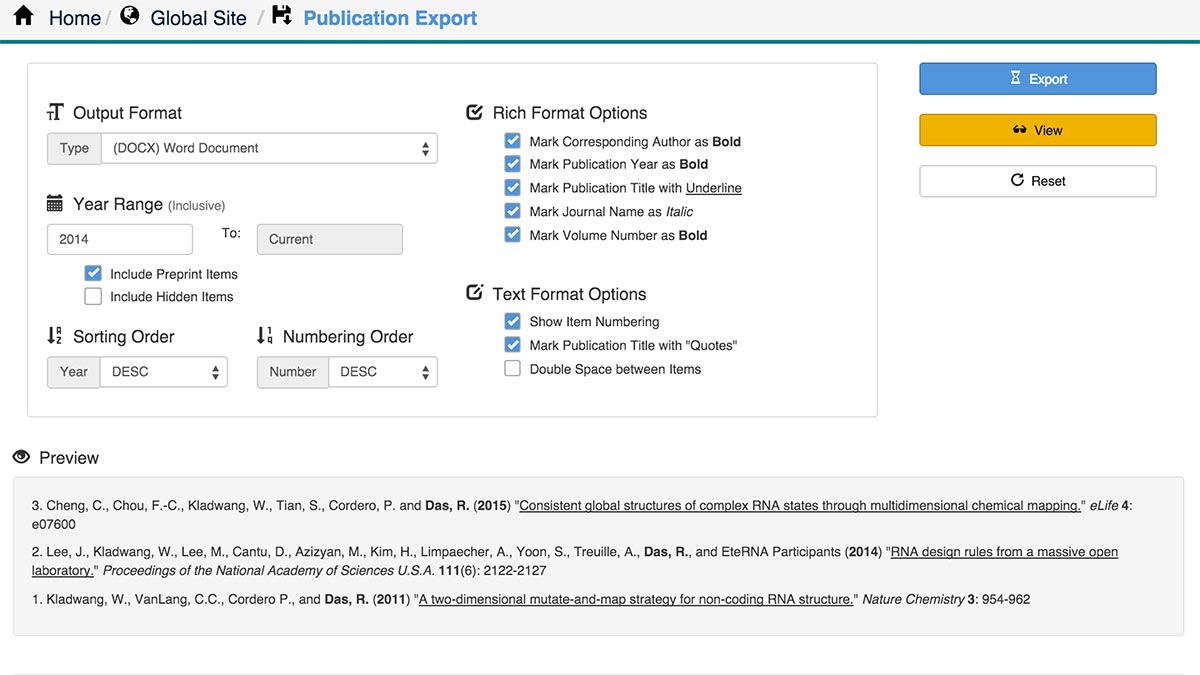 Home / Global Site / Publication Export
Output Format
Type (DOCX) Word Document
Year Range (Inclusive)
2014 To: Current
Include Preprint Items
Include Hidden Items
Sorting Order
Year DESC
Numbering Order
Number DESC
Rich Format Options
Mark Corresponding Author as Bold
Mark Publication Year as Bold
Mark Publication Title with Underline
Mark Journal Name as Italic
Mark Volume Number as Bold
Text Format Options
Show Item Numbering
Mark Publication Title with "Quotes"
Double Space between Items
Export
View
Reset
Preview
3. Cheng, C., Chou, F.-C., Kladwang, W., Tian, S., Cordero, P. and Das, R. (2015) "Consistent global structures of complex RNA states through multidimensional chemical mapping." eLife 4:
e07600
2. Lee, J., Kladwang, W., Lee, M., Cantu, D., Azizyan, M., Kim, H., Limpaecher, A., Yoon, S., Treuille, A., Das, R., and EteRNA Participants (2014) "RNA design rules from a massive open
laboratory." Proceedings of the National Academy of Sciences U.S.A. 111(6): 2122-2127
1. Kladwang, W., VanLang, C.C., Cordero P., and Das, R. (2011) "A two-dimensional mutate-and-map strategy for non-coding RNA structure." Nature Chemistry 3: 954-962